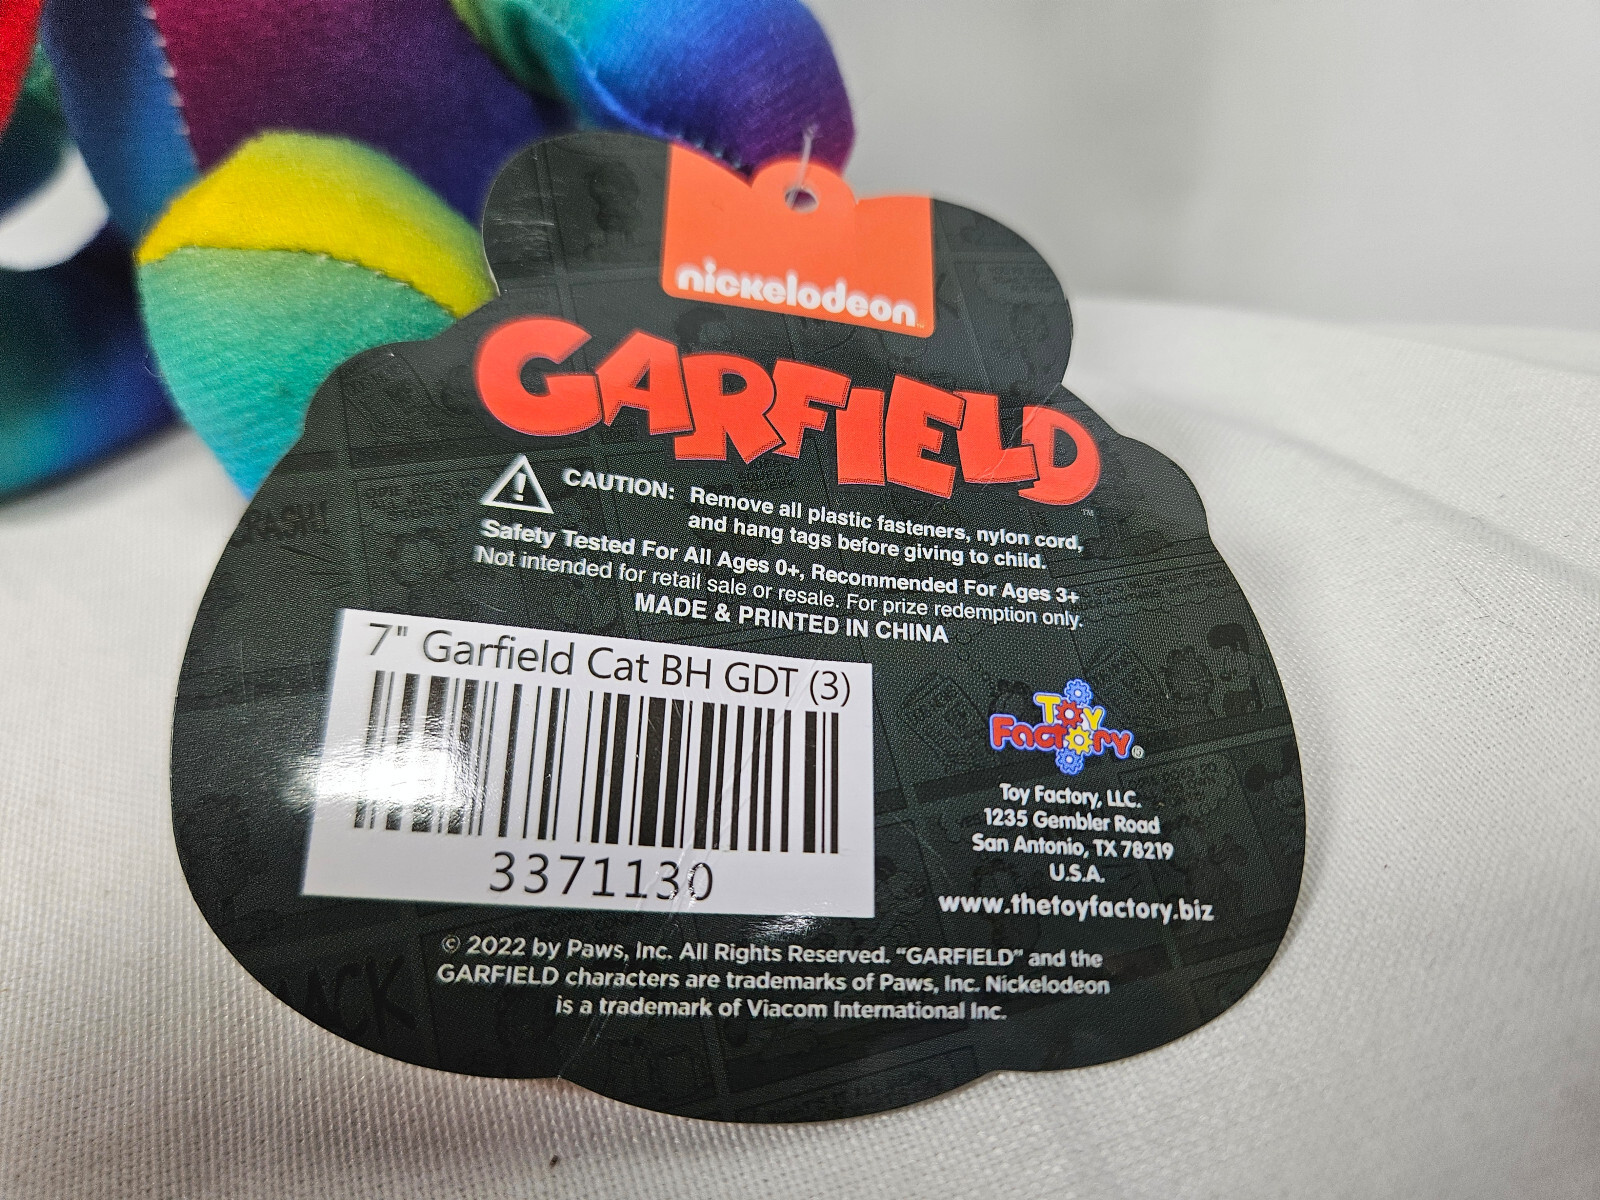 nickelodeon™
GARFIELD™
CAUTION: Remove all plastic fasteners, nylon cord,
and hang tags before giving to child.
Safety Tested For All Ages 0+, Recommended For Ages 3+
Not intended for retail sale or resale. For prize redemption only.
MADE & PRINTED IN CHINA
7" Garfield Cat BH GDT (3)
3371130
Toy
Factory®
Toy Factory, LLC.
1235 Gembler Road
San Antonio, TX 78219
U.S.A.
www.thetoyfactory.biz
© 2022 by Paws, Inc. All Rights Reserved. “GARFIELD” and the
GARFIELD characters are trademarks of Paws, Inc. Nickelodeon
is a trademark of Viacom International Inc.